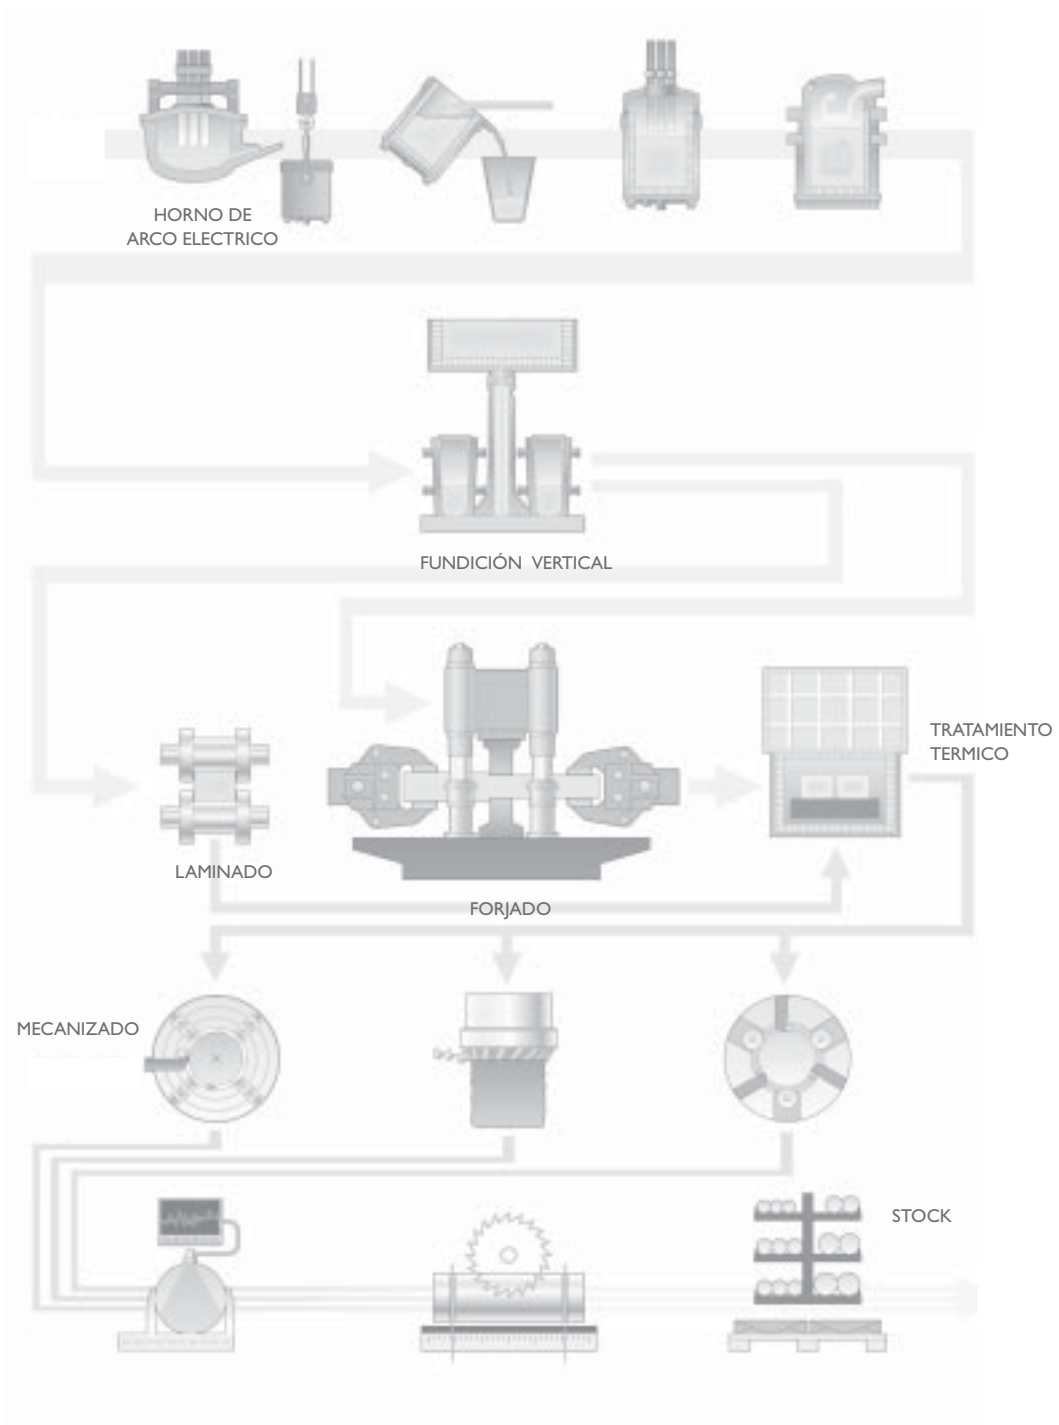 HORNO DE
ARCO ELECTRICO
FUNDICIÓN VERTICAL
TRATAMIENTO
TERMICO
LAMINADO
FORJADO
MECANIZADO
STOCK